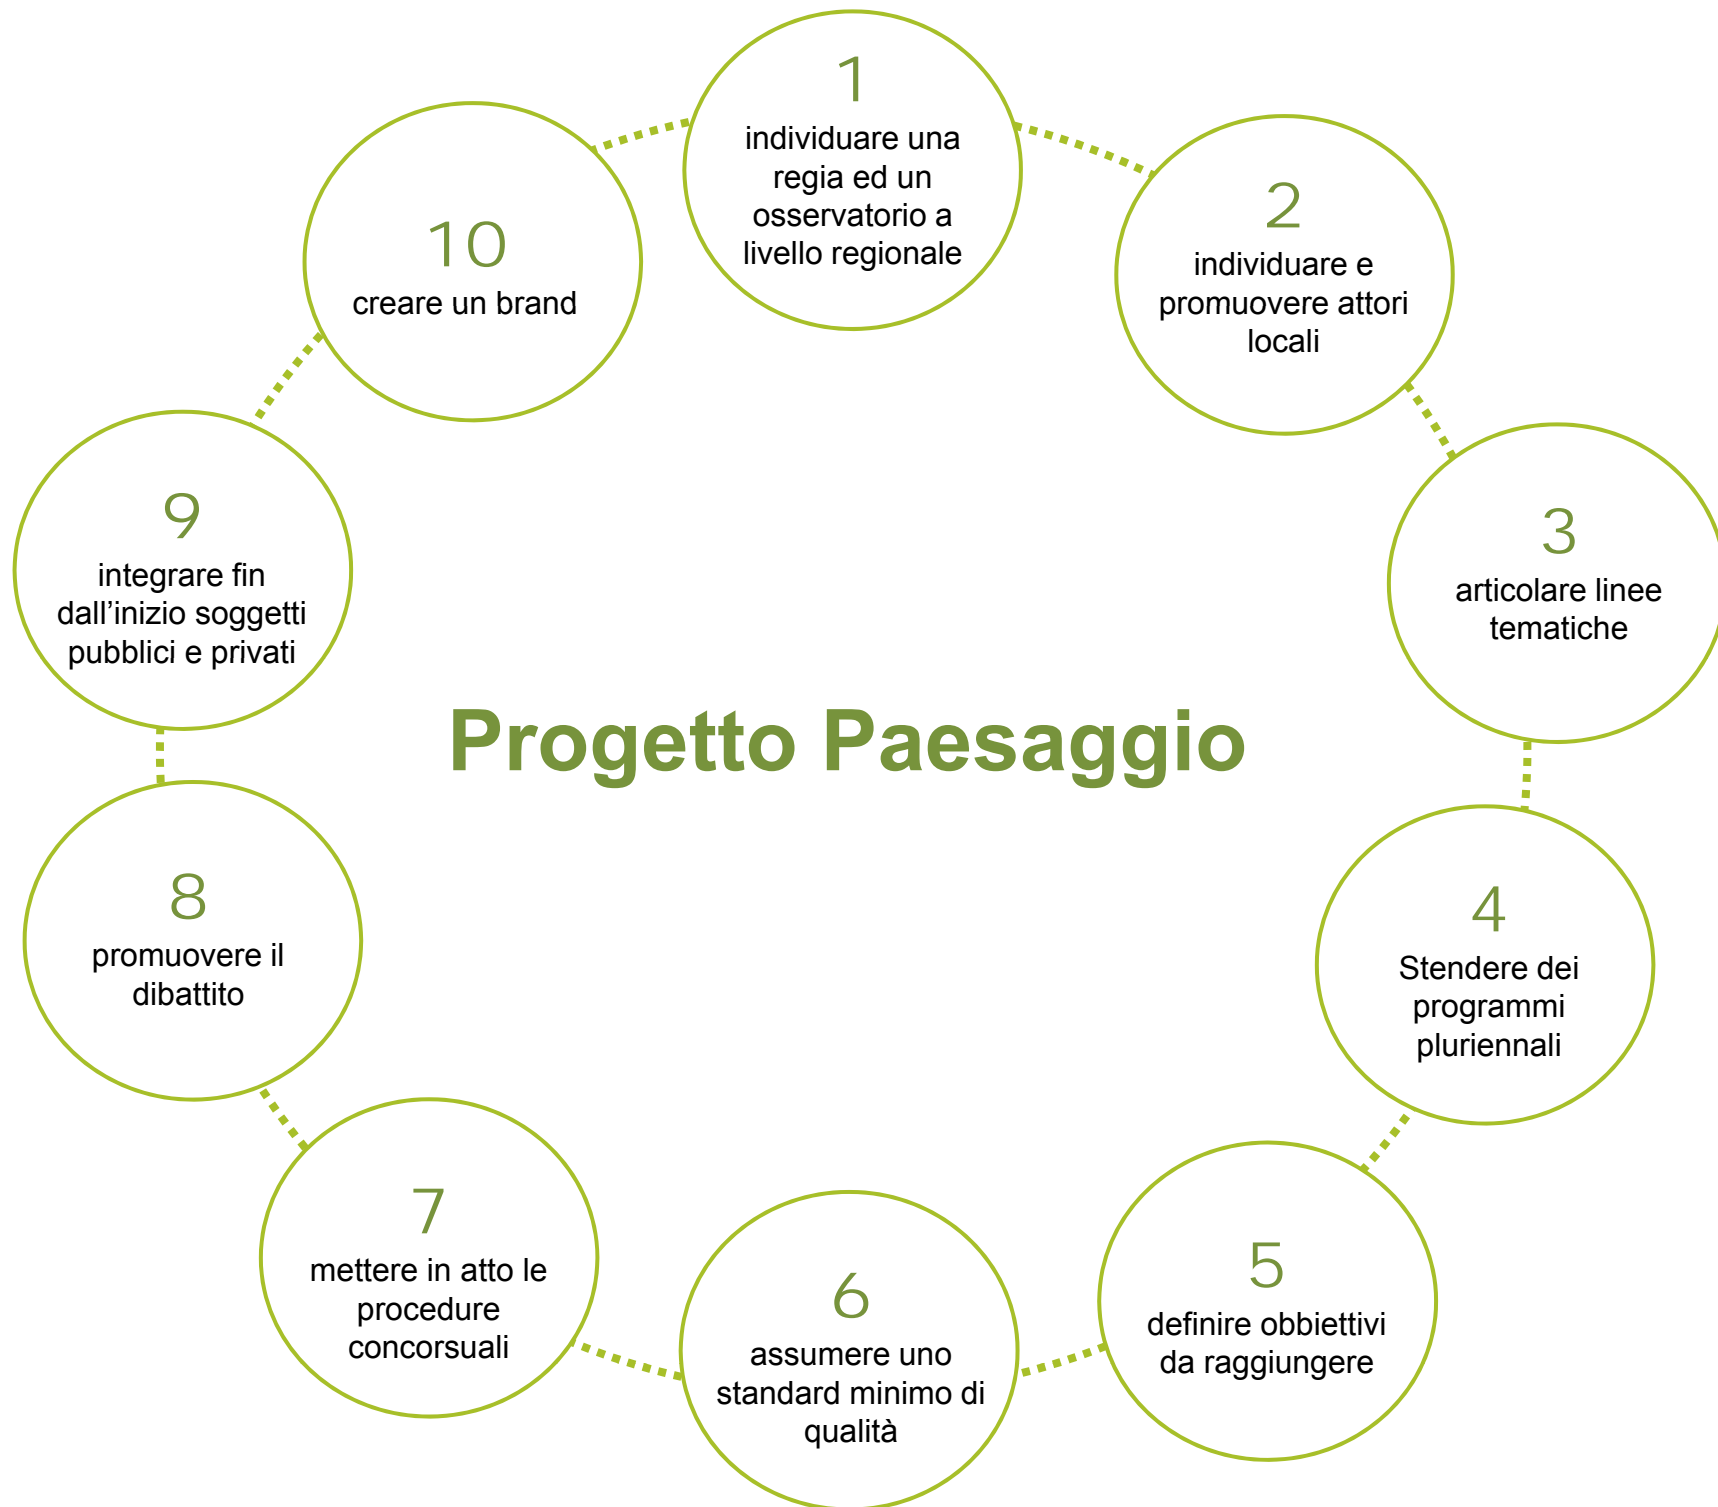 1
individuare una
regia ed un
osservatorio a
livello regionale
2
individuare e
promuovere attori
locali
3
articolare linee
tematiche
4
Stendere dei
programmi
pluriennali
5
definire obbiettivi
da raggiungere
6
assumere uno
standard minimo di
qualità
7
mettere in atto le
procedure
concorsuali
8
promuovere il
dibattito
9
integrare fin
dall'inizio soggetti
pubblici e privati
10
creare un brand
Progetto Paesaggio